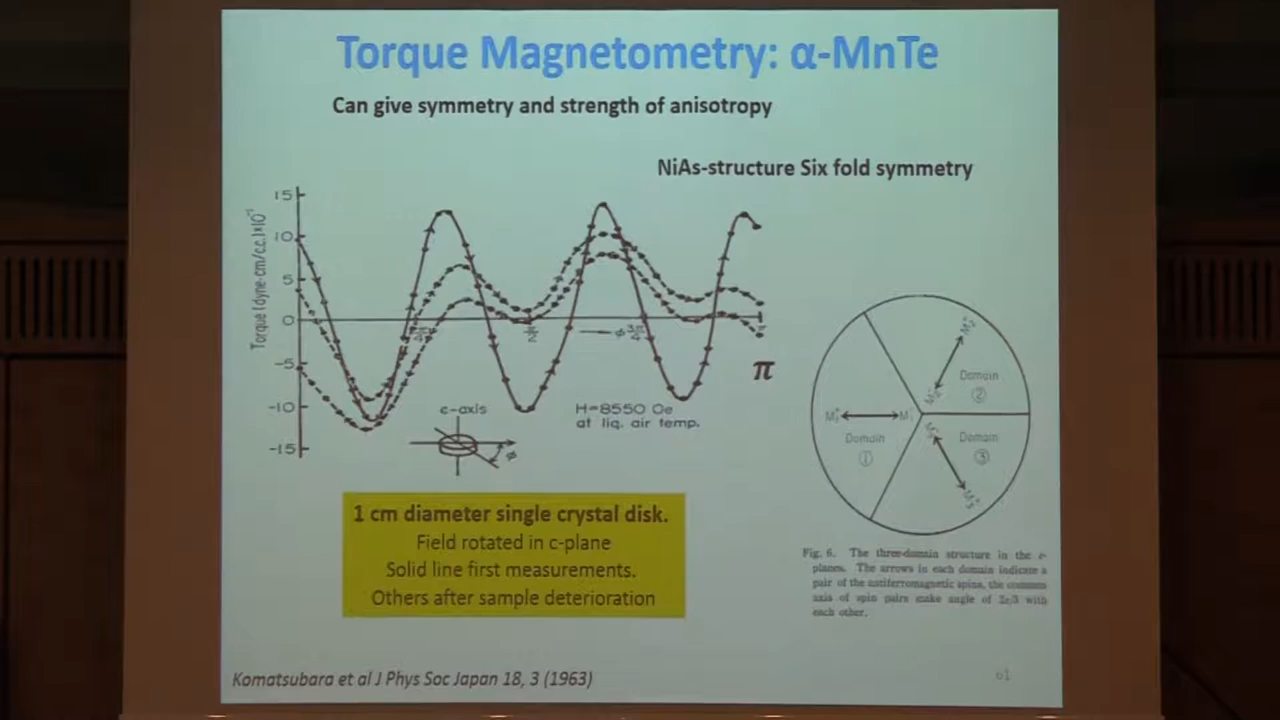 Torque Magnetometry: α-MnTe
Can give symmetry and strength of anisotropy
NiAs-structure Six fold symmetry
Torque (dyne-cm/c.c.)
15
10
5
0
-5
-10
-15
π
c-axis
H=8550 Oe
at liq. air temp.
Domain
②
Domain
①
Domain
③
1 cm diameter single crystal disk.
Field rotated in c-plane
Solid line first measurements.
Others after sample deterioration
Fig. 6. The three-domain structure in the c-
planes. The arrows in each domain indicate a
pair of the antiferromagnetic spins, the common
axis of spin pairs make angle of 2π/3 with
each other.
Komatsubara et al J Phys Soc Japan 18, 3 (1963)
61